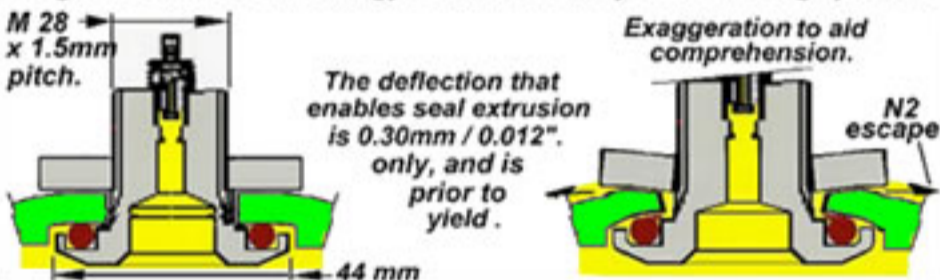 M 28
x 1.5mm
pitch.
Exaggeration to aid
comprehension.
The deflection that
enables seal extrusion
is 0.30mm / 0.012".
only, and is
prior to
yield .
N2
escape
44 mm